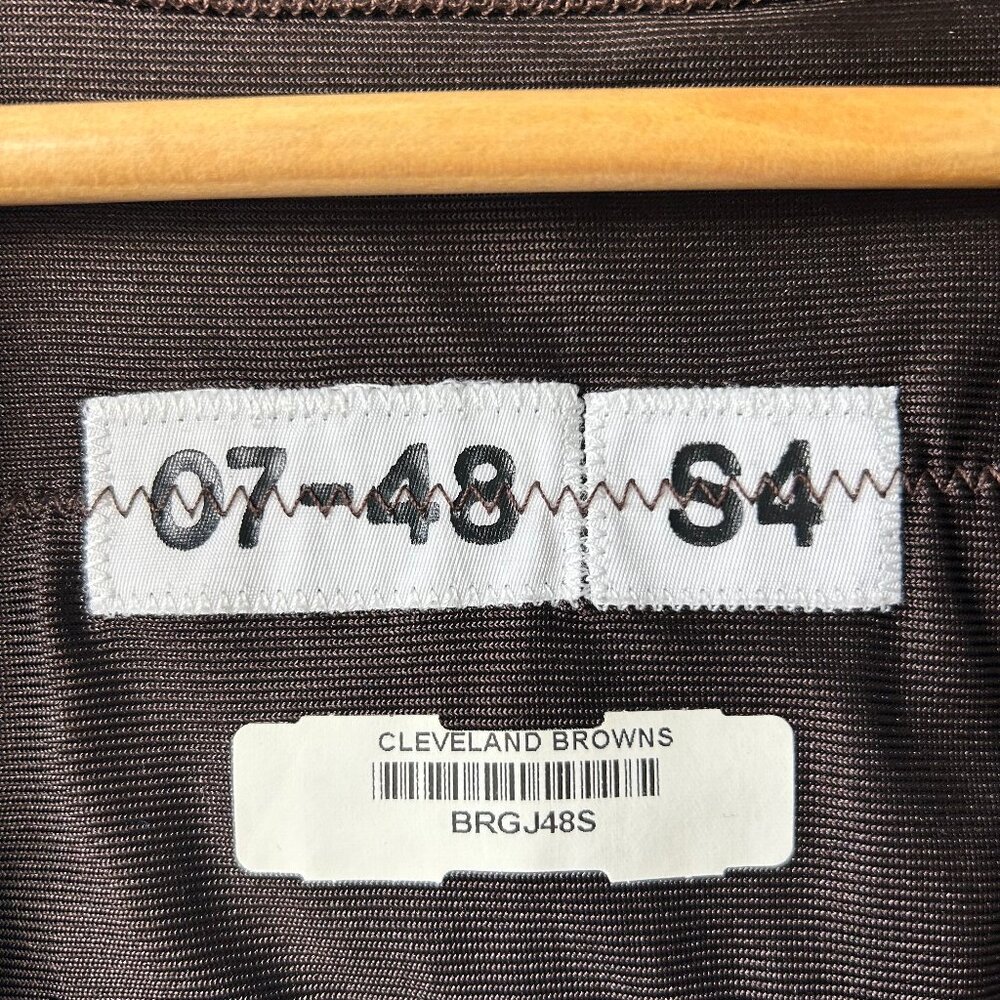 07-48 S4
CLEVELAND BROWNS
BRGJ48S